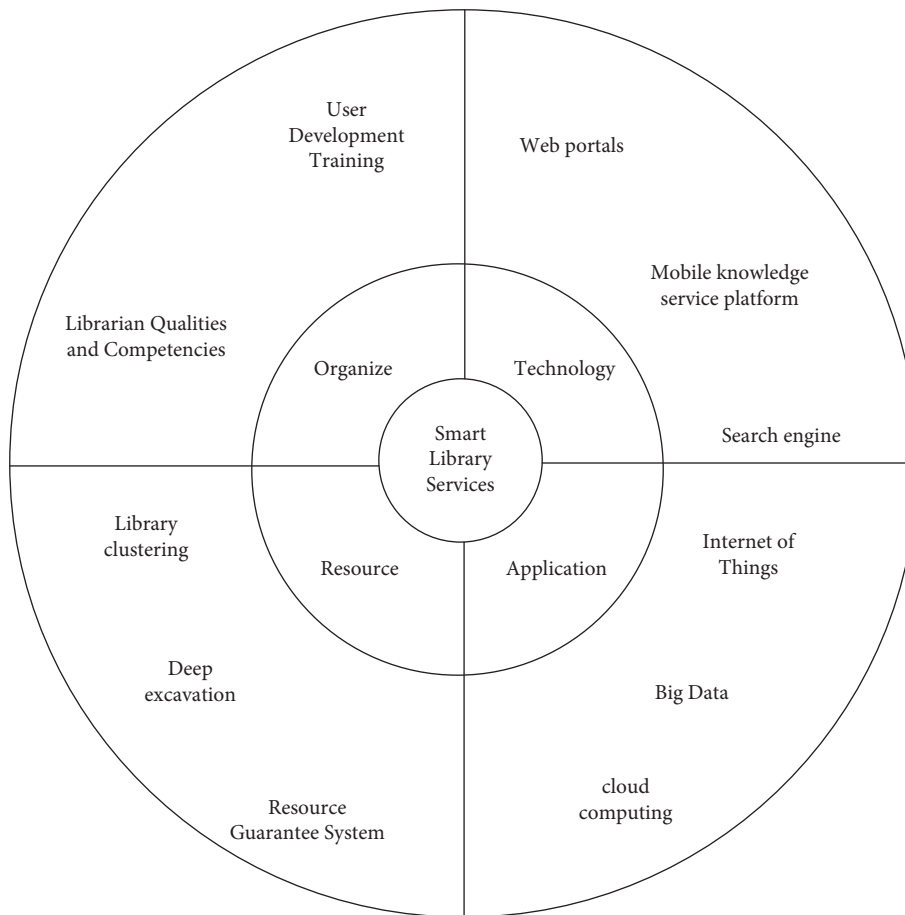 User
Development
Training
Web portals
Mobile knowledge
service platform
Librarian Qualities
and Competencies
Organize
Technology
Search engine
Smart
Library
Services
Library
clustering
Internet of
Things
Resource
Application
Deep
excavation
Big Data
cloud
computing
Resource
Guarantee System